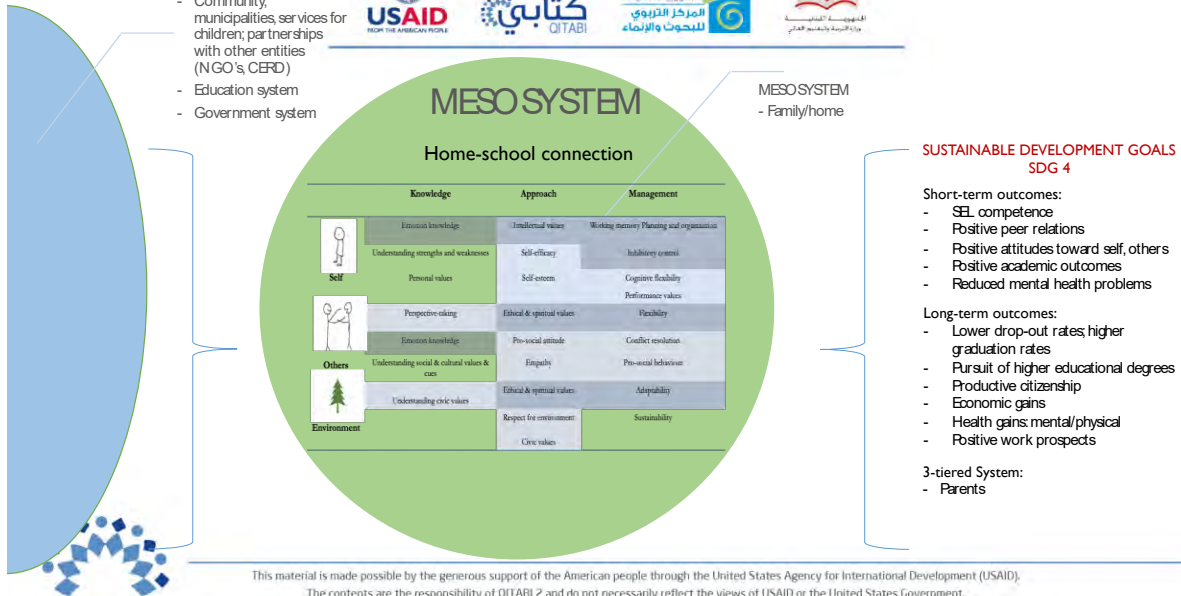 - Community,
municipalities, services for
children; partnerships
with other entities
(NGO's, CERD)
- Education system
- Government system
USAID
FROM THE AMERICAN PEOPLE
كتابي
QITABI
المركز التربوي
للبحوث والإنماء
الجمهورية اللبنانية
وزارة التربية والتعليم العالي
MESO SYSTEM
Home-school connection
MESO SYSTEM
- Family/home
Knowledge Approach Management
Emotion knowledge Intellectual values Working memory Planning and organisation
Understanding strengths and weaknesses Self-efficacy Inhibitory control
Self Personal values Self-esteem Cognitive flexibility
Performance values
Perspective-taking Ethical & spiritual values Flexibility
Emotion knowledge Pro-social attitude Conflict resolution
Others Understanding social & cultural values & cues Empathy Pro-social behaviour
Understanding civic values Ethical & spiritual values Adaptability
Environment Respect for environment Sustainability
Civic values
SUSTAINABLE DEVELOPMENT GOALS
SDG 4
Short-term outcomes:
- SEL competence
- Positive peer relations
- Positive attitudes toward self, others
- Positive academic outcomes
- Reduced mental health problems
Long-term outcomes:
- Lower drop-out rates; higher
graduation rates
- Pursuit of higher educational degrees
- Productive citizenship
- Economic gains
- Health gains: mental/physical
- Positive work prospects
3-tiered System:
- Parents
This material is made possible by the generous support of the American people through the United States Agency for International Development (USAID).
The contents are the responsibility of QITABI 2 and do not necessarily reflect the views of USAID or the United States Government.